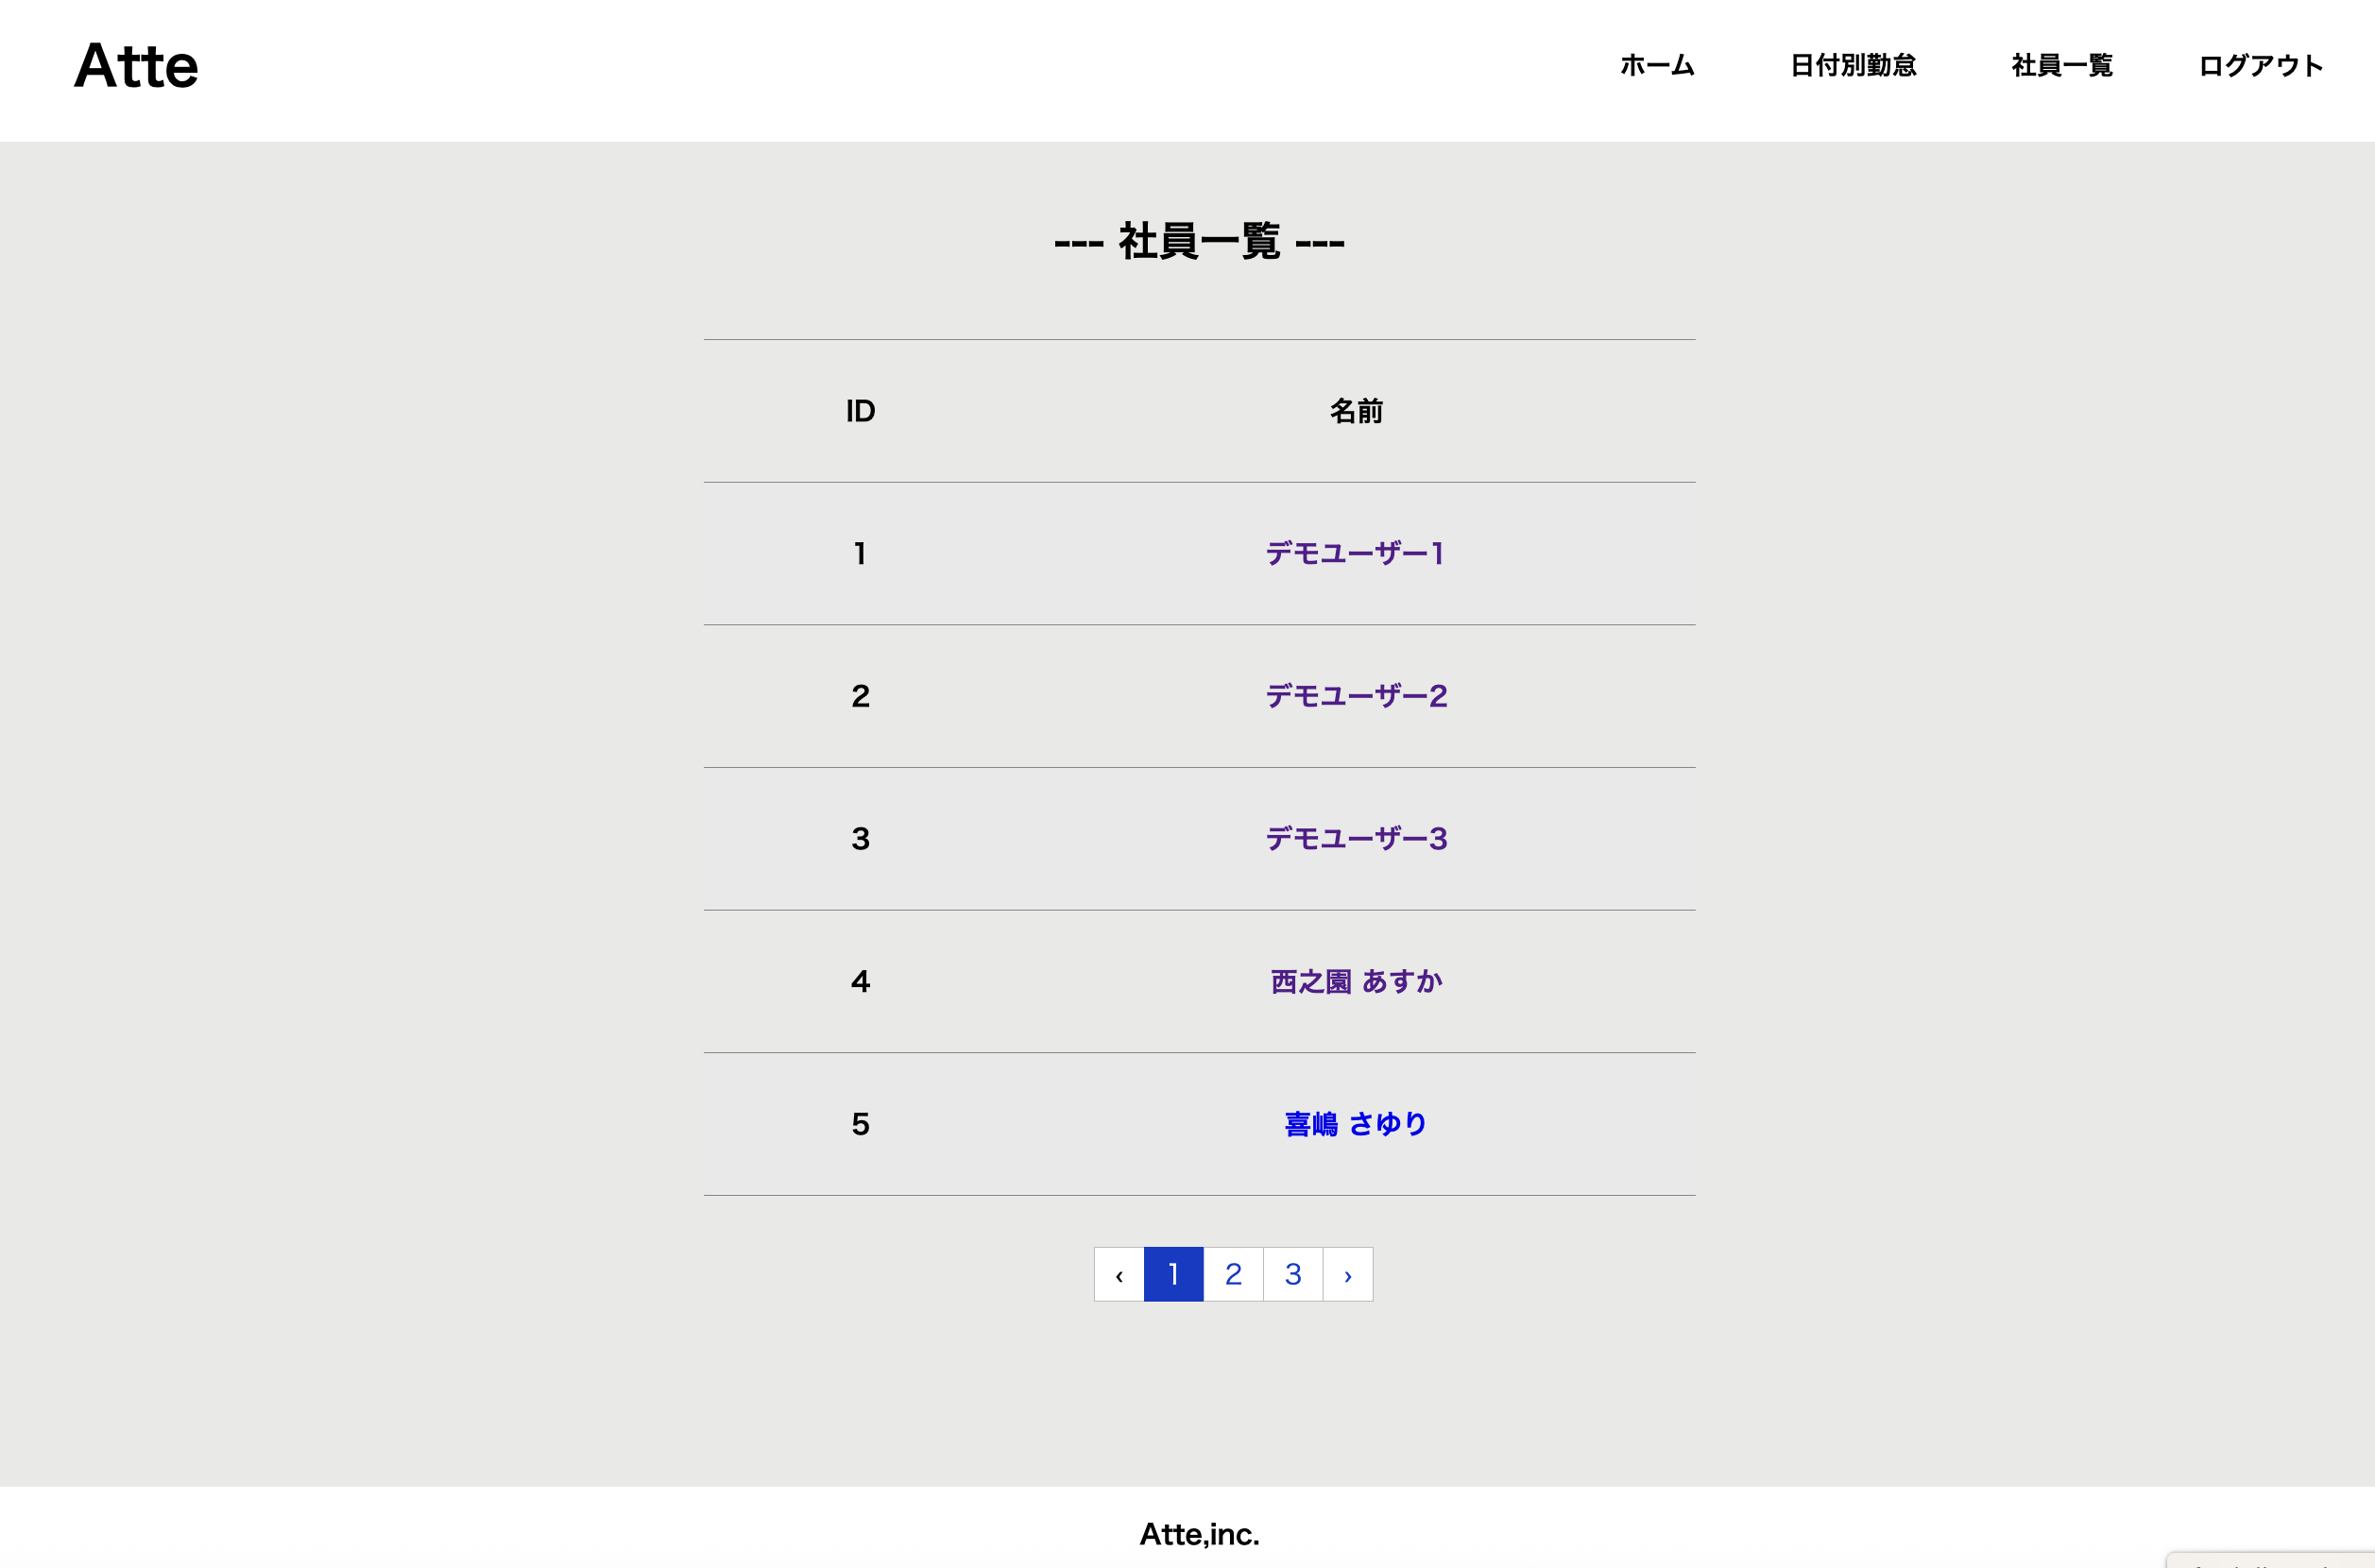 Atte
ホーム 日付別勤怠 社員一覧 ログアウト
--- 社員一覧 ---
ID 名前
1 デモユーザー1
2 デモユーザー2
3 デモユーザー3
4 西之園 あすか
5 喜嶋 さゆり
‹ 1 2 3 ›
Atte,inc.